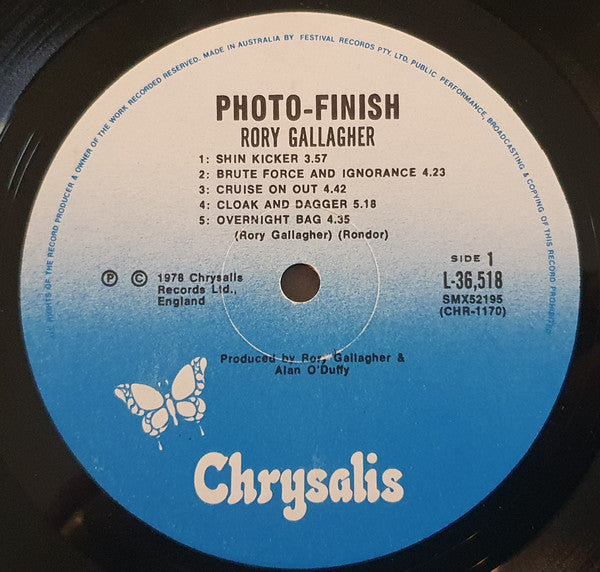 ALL RIGHTS OF THE RECORD PRODUCER & OWNER OF THE WORK RECORDED RESERVED. MADE IN AUSTRALIA BY FESTIVAL RECORDS PTY. LTD. PUBLIC PERFORMANCE, BROADCASTING & COPYING OF THIS RECORD PROHIBITED
PHOTO-FINISH
RORY GALLAGHER
1: SHIN KICKER 3.57
2: BRUTE FORCE AND IGNORANCE 4.23
3: CRUISE ON OUT 4.42
4: CLOAK AND DAGGER 5.18
5: OVERNIGHT BAG 4.35
(Rory Gallagher) (Rondor)
SIDE 1
L-36,518
SMX52195
(CHR-1170)
Ⓟ © 1978 Chrysalis
Records Ltd.,
England
Produced by Rory Gallagher &
Alan O'Duffy
Chrysalis